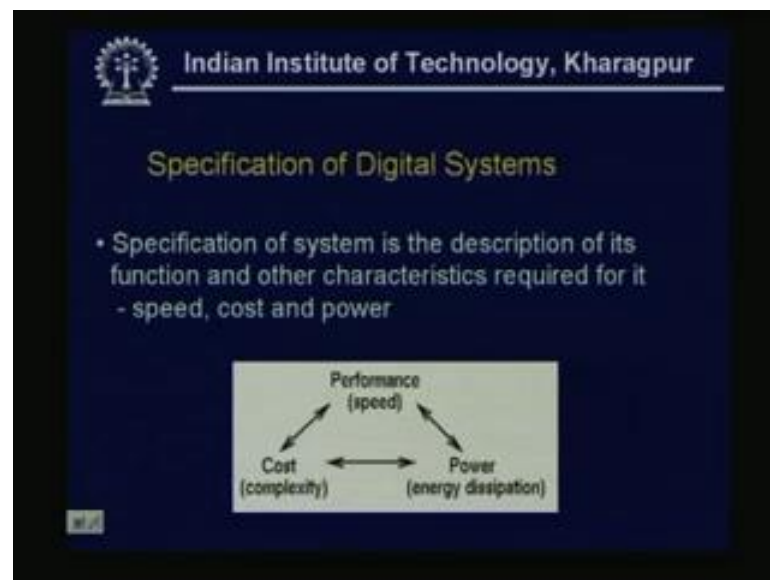 Indian Institute of Technology, Kharagpur
Specification of Digital Systems
• Specification of system is the description of its
function and other characteristics required for it
- speed, cost and power
Performance
(speed)
Cost
(complexity)
Power
(energy dissipation)